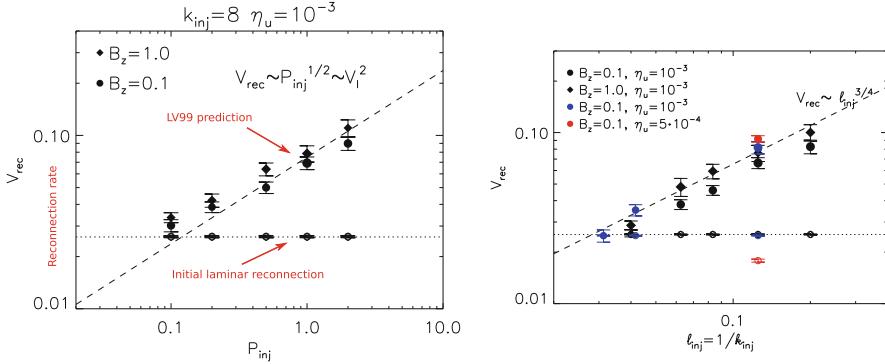 k_inj=8 η_u=10^-3
B_z=1.0
B_z=0.1
V_rec~P_inj^1/2~V_l^2
LV99 prediction
Initial laminar reconnection
Reconnection rate
V_rec
0.10
0.01
0.1 1.0 10.0
P_inj
B_z=0.1, η_u=10^-3
B_z=1.0, η_u=10^-3
B_z=0.1, η_u=10^-3
B_z=0.1, η_u=5·10^-4
V_rec~ ℓ_inj^3/4
V_rec
0.10
0.01
0.1
ℓ_inj=1/k_inj